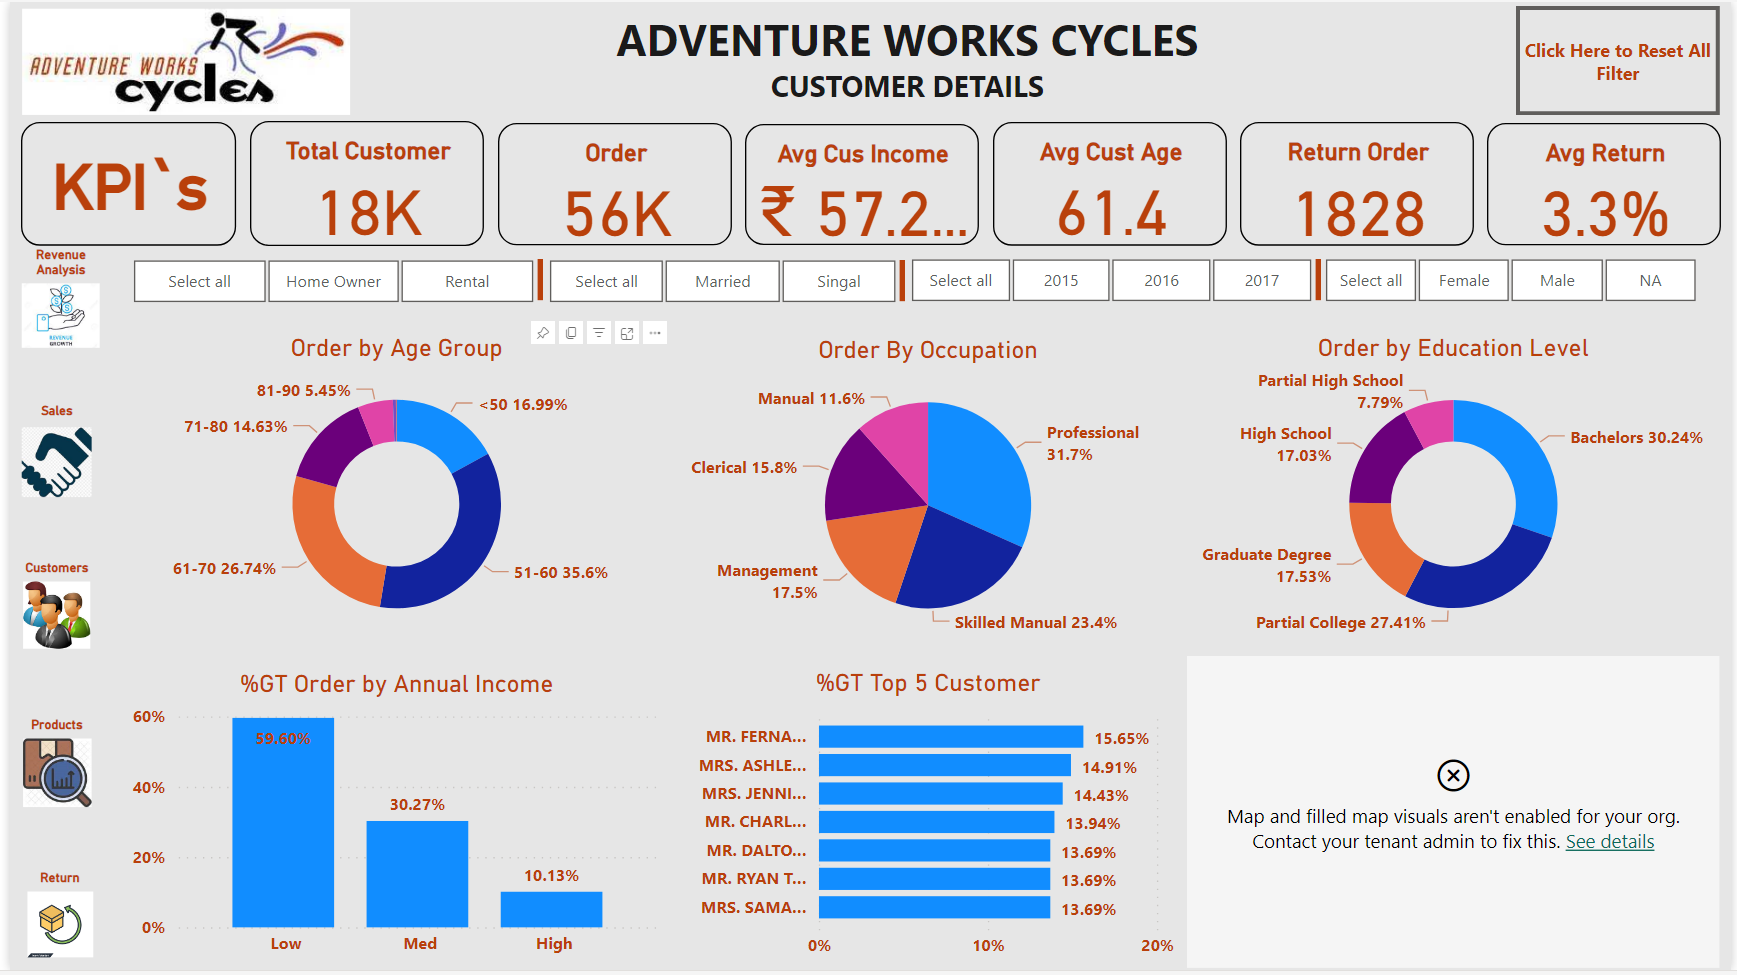 ADVENTURE WORKS
cycles
ADVENTURE WORKS CYCLES
CUSTOMER DETAILS
Click Here to Reset All
Filter
KPI`s
Total Customer
18K
Order
56K
Avg Cus Income
₹ 57.2...
Avg Cust Age
61.4
Return Order
1828
Avg Return
3.3%
Revenue
Analysis
REVENUE
GROWTH
Select all
Home Owner
Rental
Select all
Married
Singal
Select all
2015
2016
2017
Select all
Female
Male
NA
Sales
Customers
Products
Return
Order by Age Group
81-90 5.45%
<50 16.99%
71-80 14.63%
61-70 26.74%
51-60 35.6%
Order By Occupation
Manual 11.6%
Professional
31.7%
Clerical 15.8%
Management
17.5%
Skilled Manual 23.4%
Order by Education Level
Partial High School
7.79%
High School
17.03%
Bachelors 30.24%
Graduate Degree
17.53%
Partial College 27.41%
%GT Order by Annual Income
60%
40%
20%
0%
59.60%
30.27%
10.13%
Low
Med
High
%GT Top 5 Customer
MR. FERNA... 15.65%
MRS. ASHLE... 14.91%
MRS. JENNI... 14.43%
MR. CHARL... 13.94%
MR. DALTO... 13.69%
MR. RYAN T... 13.69%
MRS. SAMA... 13.69%
0%
10%
20%
Map and filled map visuals aren't enabled for your org.
Contact your tenant admin to fix this. See details